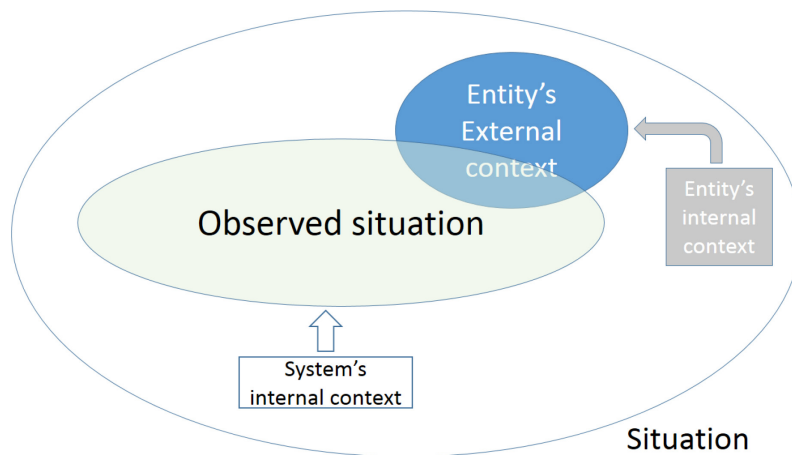 Entity's
External
context
Entity's
internal
context
Observed situation
System's
internal context
Situation